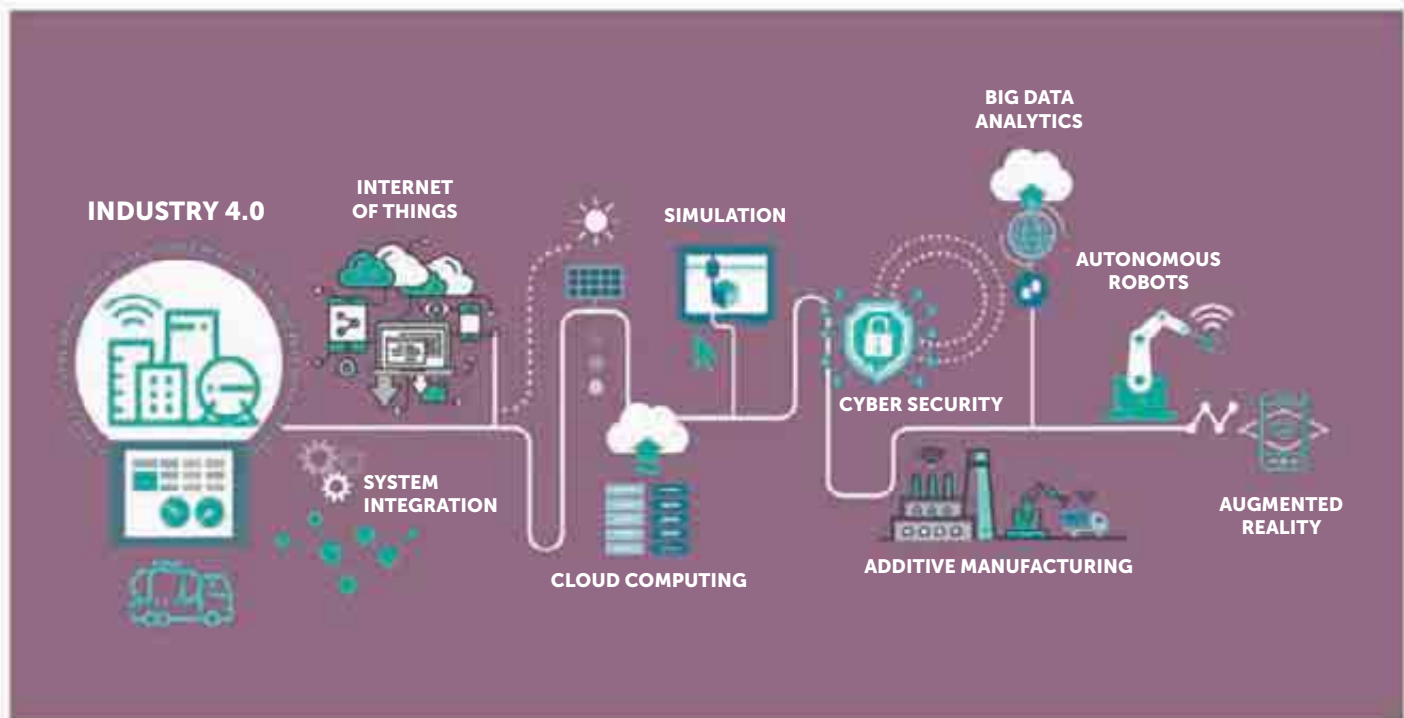 INDUSTRY 4.0
INTERNET
OF THINGS
SYSTEM
INTEGRATION
CLOUD COMPUTING
SIMULATION
CYBER SECURITY
BIG DATA
ANALYTICS
AUTONOMOUS
ROBOTS
ADDITIVE MANUFACTURING
AUGMENTED
REALITY